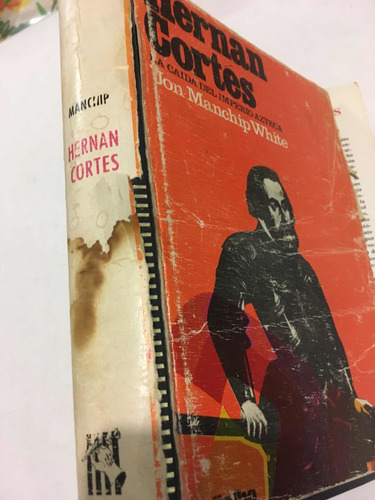 MANCHIP
HERNAN
CORTES
Hernan
Cortes
LA CAIDA DEL IMPERIO AZTECA
Jon Manchip White